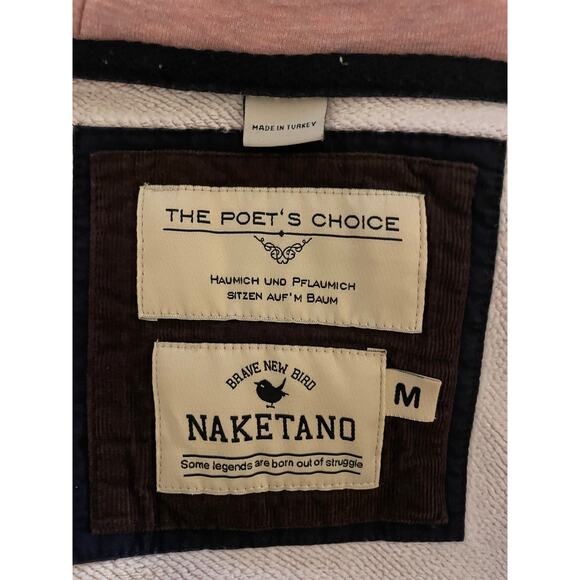 MADE IN TURKEY
THE POET'S CHOICE
HAUMICH UND PFLAUMICH
SITZEN AUF'M BAUM
BRAVE NEW BIRD
NAKETANO
Some legends are born out of struggle
M